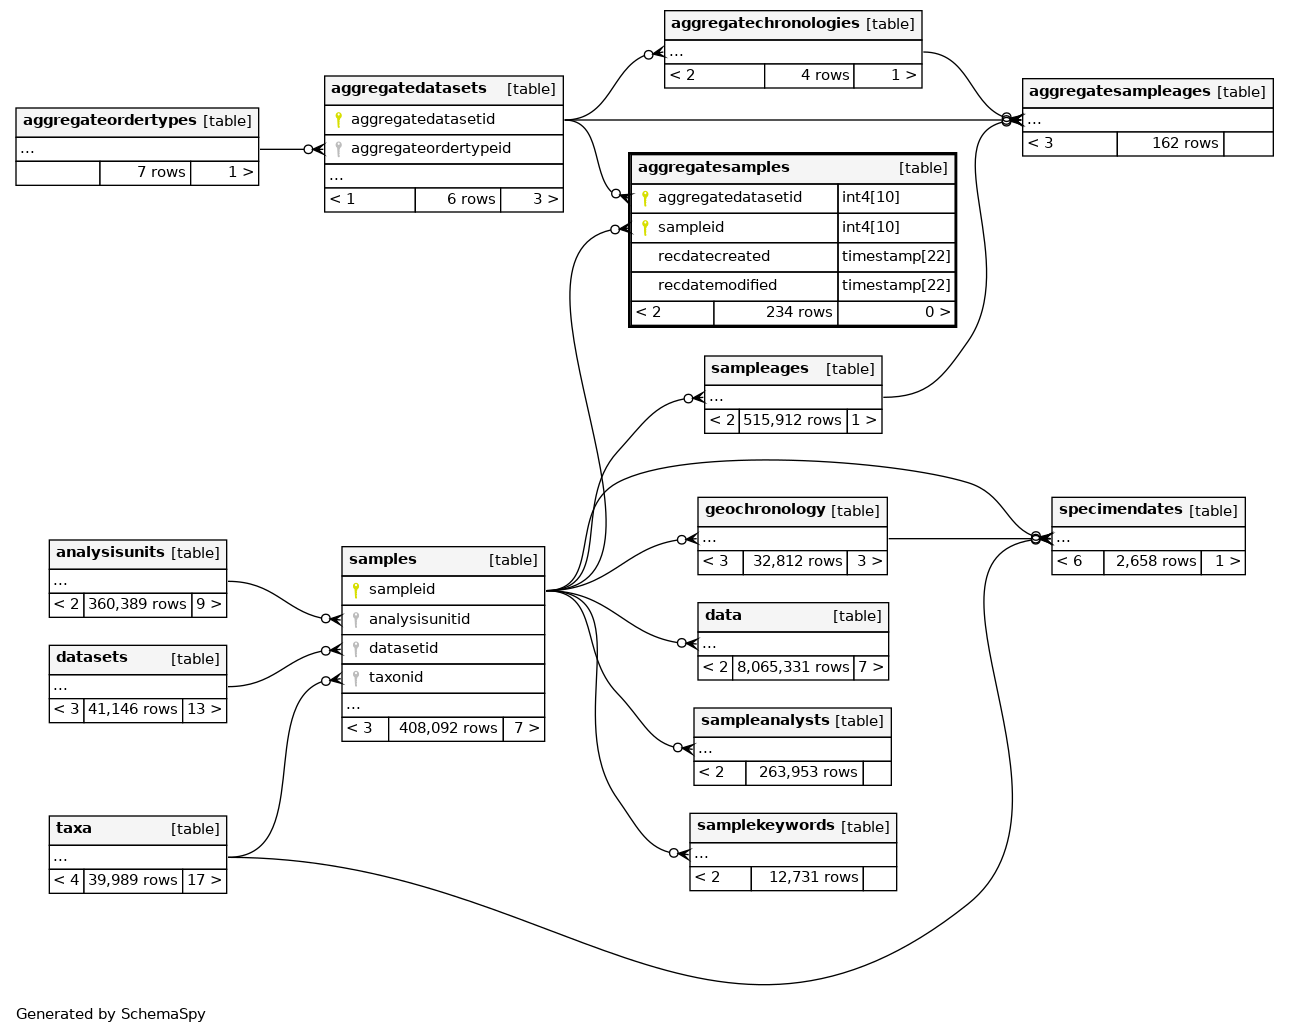 aggregatechronologies [table]
...
< 2 4 rows 1 >
aggregatedatasets [table]
aggregatedatasetid
aggregateordertypeid
...
< 1 6 rows 3 >
aggregatesampleages [table]
...
< 3 162 rows
aggregateordertypes [table]
...
7 rows 1 >
aggregatesamples [table]
aggregatedatasetid int4[10]
sampleid int4[10]
recdatecreated timestamp[22]
recdatemodified timestamp[22]
< 2 234 rows 0 >
sampleages [table]
...
< 2 515,912 rows 1 >
geochronology [table]
...
< 3 32,812 rows 3 >
specimendates [table]
...
< 6 2,658 rows 1 >
analysisunits [table]
...
< 2 360,389 rows 9 >
samples [table]
sampleid
analysisunitid
datasetid
taxonid
...
< 3 408,092 rows 7 >
data [table]
...
< 2 8,065,331 rows 7 >
datasets [table]
...
< 3 41,146 rows 13 >
sampleanalysts [table]
...
< 2 263,953 rows
taxa [table]
...
< 4 39,989 rows 17 >
samplekeywords [table]
...
< 2 12,731 rows
Generated by SchemaSpy